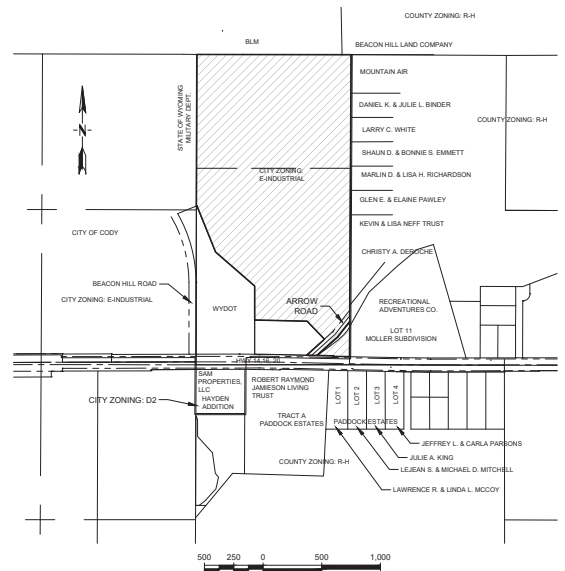 COUNTY ZONING: R-H
BLM
BEACON HILL LAND COMPANY
MOUNTAIN AIR
STATE OF WYOMING
MILITARY DEPT.
N
DANIEL K. & JULIE L. BINDER
COUNTY ZONING: R-H
LARRY C. WHITE
SHAUN D. & BONNIE S. EMMETT
CITY ZONING:
E-INDUSTRIAL
MARLIN D. & LISA H. RICHARDSON
GLEN E. & ELAINE PAWLEY
KEVIN & LISA NEFF TRUST
CITY OF CODY
CHRISTY A. DEROCHE
BEACON HILL ROAD
CITY ZONING: E-INDUSTRIAL
WYDOT
ARROW
ROAD
RECREATIONAL
ADVENTURES CO.
LOT 11
MOLLER SUBDIVISION
HWY 14,16, 20
SAM
PROPERTIES,
LLC
HAYDEN
ADDITION
CITY ZONING: D2
ROBERT RAYMOND
JAMIESON LIVING
TRUST
TRACT A
PADDOCK ESTATES
LOT 1
LOT 2
LOT 3
LOT 4
PADDOCK ESTATES
COUNTY ZONING: R-H
JEFFREY L. & CARLA PARSONS
JULIE A. KING
LEJEAN S. & MICHAEL D. MITCHELL
LAWRENCE R. & LINDA L. MCCOY
500 250 0 500 1,000